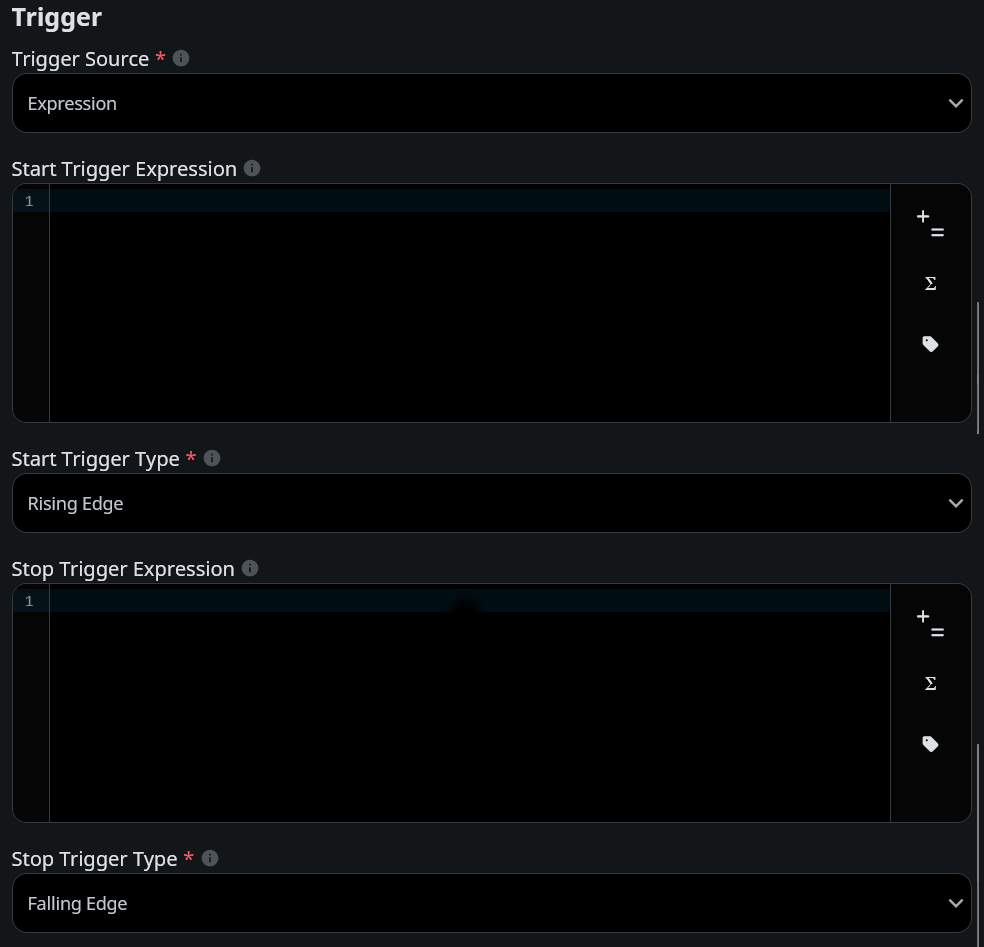 Trigger
Trigger Source *
Expression
Start Trigger Expression
1
+
=
Σ
Start Trigger Type *
Rising Edge
Stop Trigger Expression
1
+
=
Σ
Stop Trigger Type *
Falling Edge